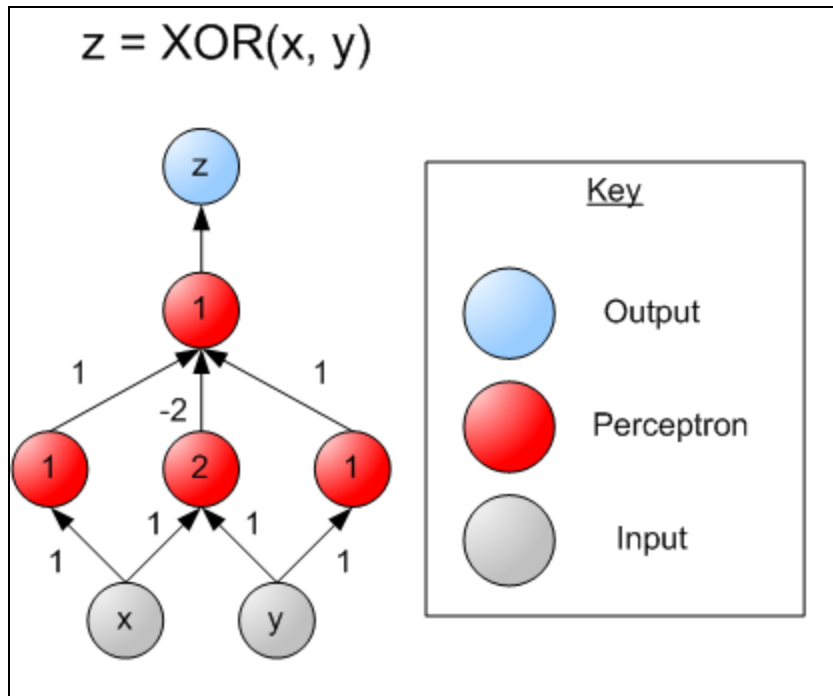 z = XOR(x, y)
z
1
1
-2
1
1
2
1
1
1
1
1
x
y
Key
Output
Perceptron
Input